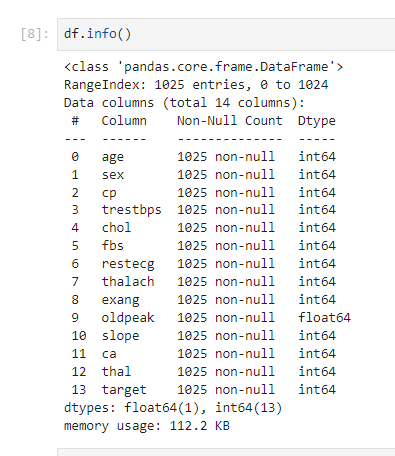 [8]: df.info()
<class 'pandas.core.frame.DataFrame'>
RangeIndex: 1025 entries, 0 to 1024
Data columns (total 14 columns):
 #   Column    Non-Null Count  Dtype
---  ------    --------------  -----
 0   age       1025 non-null   int64
 1   sex       1025 non-null   int64
 2   cp        1025 non-null   int64
 3   trestbps  1025 non-null   int64
 4   chol      1025 non-null   int64
 5   fbs       1025 non-null   int64
 6   restecg   1025 non-null   int64
 7   thalach   1025 non-null   int64
 8   exang     1025 non-null   int64
 9   oldpeak   1025 non-null   float64
 10  slope     1025 non-null   int64
 11  ca        1025 non-null   int64
 12  thal      1025 non-null   int64
 13  target    1025 non-null   int64
dtypes: float64(1), int64(13)
memory usage: 112.2 KB